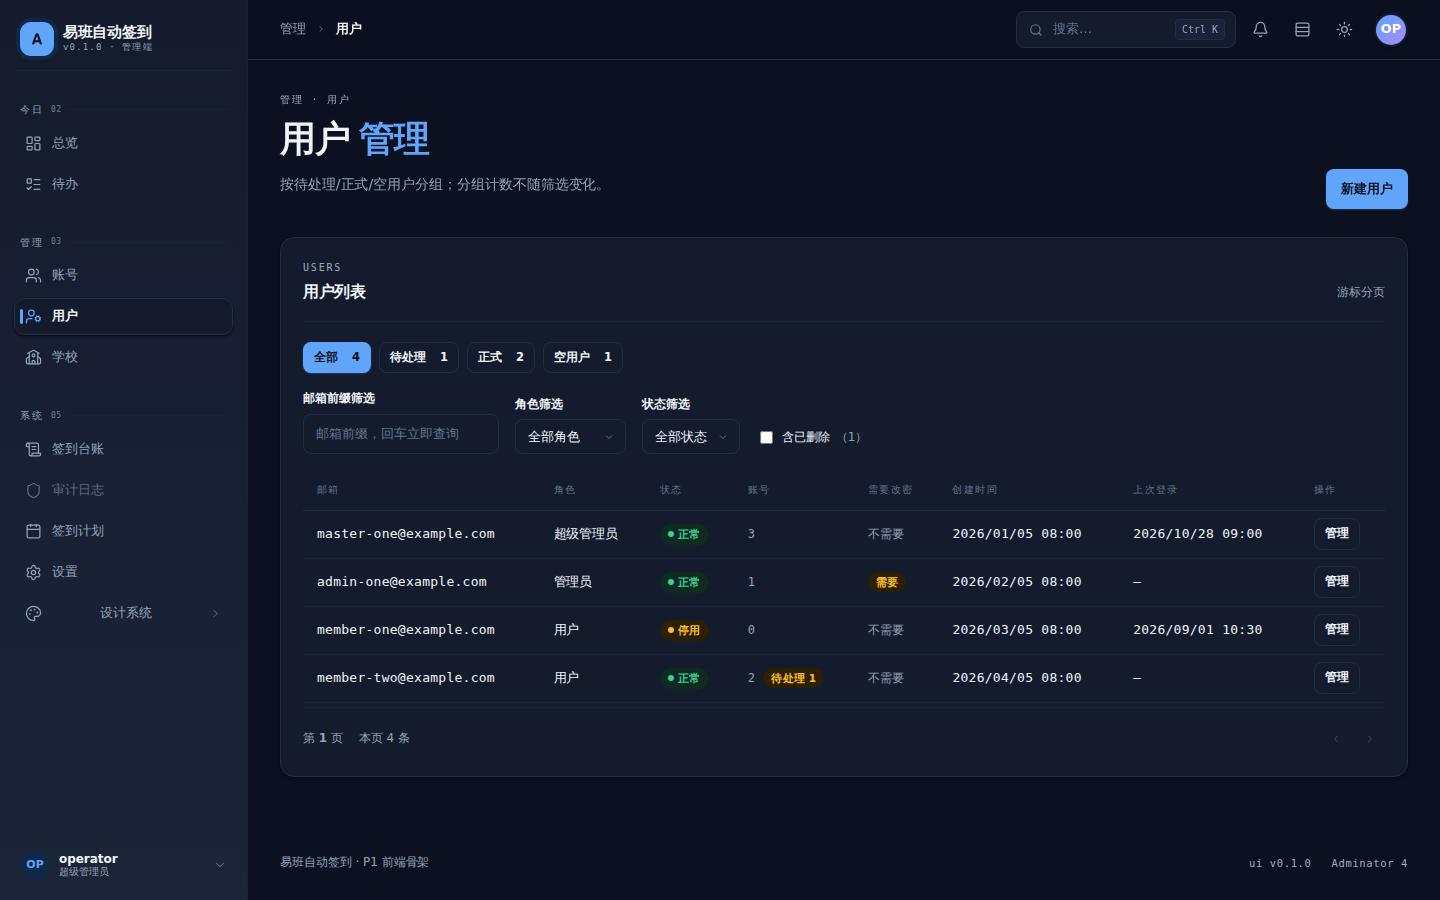 A
易班自动签到
v0.1.0 · 管理端
今日 02
总览
待办
管理 03
账号
用户
学校
系统 05
签到台账
审计日志
签到计划
设置
设计系统
OP
operator
超级管理员
管理 用户
搜索… Ctrl K
OP
管理 · 用户
用户 管理
按待处理/正式/空用户分组；分组计数不随筛选变化。
新建用户
USERS
用户列表
游标分页
全部 4 待处理 1 正式 2 空用户 1
邮箱前缀筛选 角色筛选 状态筛选
邮箱前缀，回车立即查询 全部角色 全部状态 含已删除 （1）
邮箱 角色 状态 账号 需要改密 创建时间 上次登录 操作
master-one@example.com 超级管理员 正常 3 不需要 2026/01/05 08:00 2026/10/28 09:00 管理
admin-one@example.com 管理员 正常 1 需要 2026/02/05 08:00 — 管理
member-one@example.com 用户 停用 0 不需要 2026/03/05 08:00 2026/09/01 10:30 管理
member-two@example.com 用户 正常 2 待处理 1 不需要 2026/04/05 08:00 — 管理
第 1 页 本页 4 条
易班自动签到 · P1 前端骨架
ui v0.1.0 Adminator 4